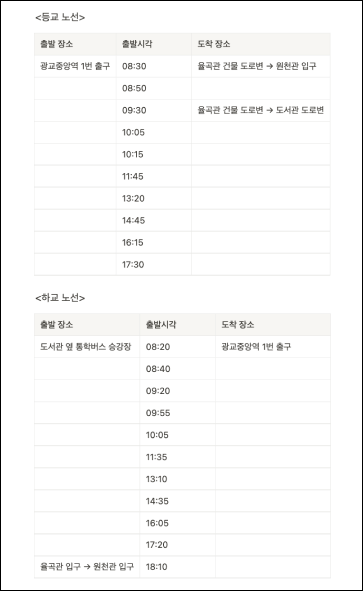 <등교 노선>
출발 장소 출발시각 도착 장소
광교중앙역 1번 출구 08:30 율곡관 건물 도로변 → 원천관 입구
08:50
09:30 율곡관 건물 도로변 → 도서관 도로변
10:05
10:15
11:45
13:20
14:45
16:15
17:30
<하교 노선>
출발 장소 출발시각 도착 장소
도서관 옆 통학버스 승강장 08:20 광교중앙역 1번 출구
08:40
09:20
09:55
10:05
11:35
13:10
14:35
16:05
17:20
율곡관 입구 → 원천관 입구 18:10